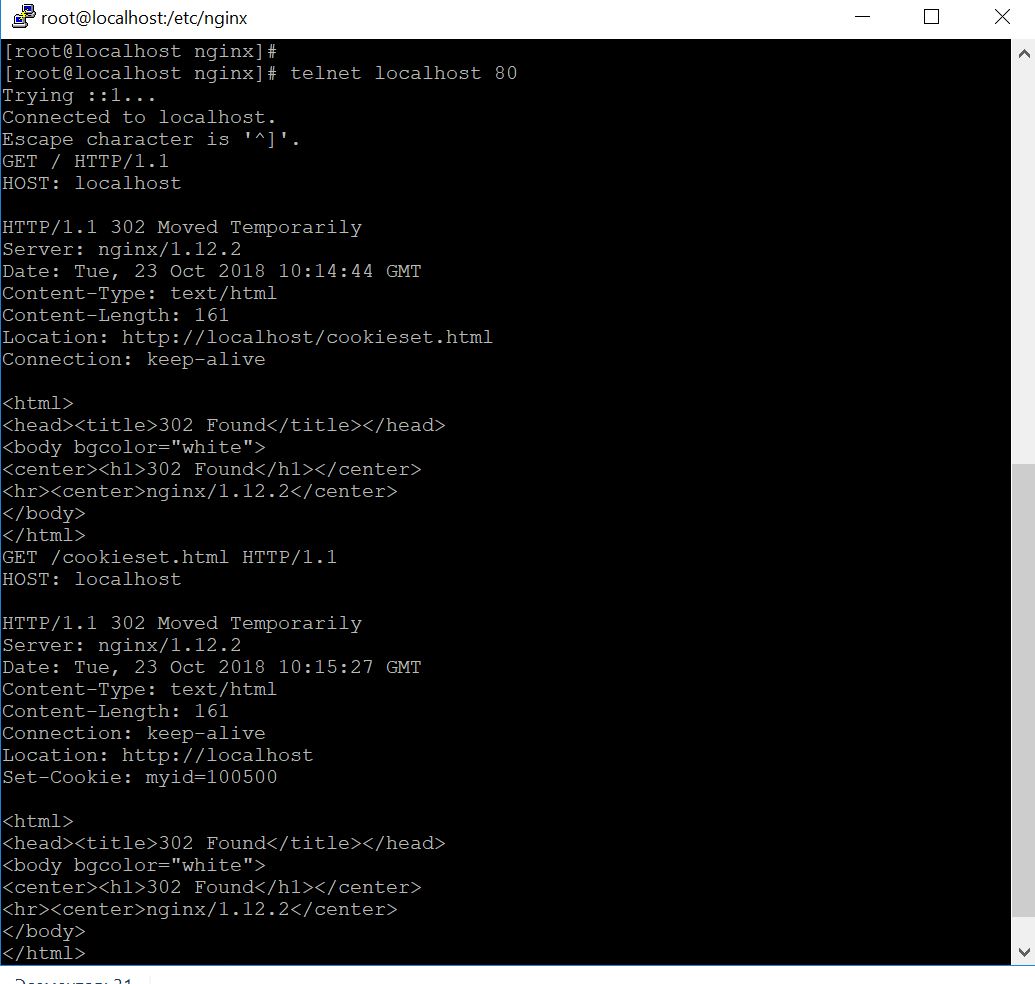 root@localhost:/etc/nginx
[root@localhost nginx]#
[root@localhost nginx]# telnet localhost 80
Trying ::1...
Connected to localhost.
Escape character is '^]'.
GET / HTTP/1.1
HOST: localhost

HTTP/1.1 302 Moved Temporarily
Server: nginx/1.12.2
Date: Tue, 23 Oct 2018 10:14:44 GMT
Content-Type: text/html
Content-Length: 161
Location: http://localhost/cookieset.html
Connection: keep-alive

<html>
<head><title>302 Found</title></head>
<body bgcolor="white">
<center><h1>302 Found</h1></center>
<hr><center>nginx/1.12.2</center>
</body>
</html>
GET /cookieset.html HTTP/1.1
HOST: localhost

HTTP/1.1 302 Moved Temporarily
Server: nginx/1.12.2
Date: Tue, 23 Oct 2018 10:15:27 GMT
Content-Type: text/html
Content-Length: 161
Connection: keep-alive
Location: http://localhost
Set-Cookie: myid=100500

<html>
<head><title>302 Found</title></head>
<body bgcolor="white">
<center><h1>302 Found</h1></center>
<hr><center>nginx/1.12.2</center>
</body>
</html>